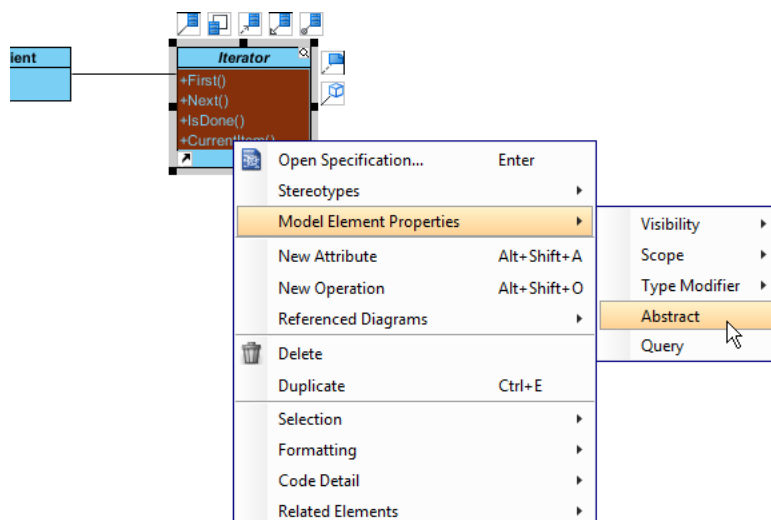 ient
Iterator
+First()
+Next()
+IsDone()
+CurrentItem()
Open Specification... Enter
Stereotypes
Model Element Properties
New Attribute Alt+Shift+A
New Operation Alt+Shift+O
Referenced Diagrams
Delete
Duplicate Ctrl+E
Selection
Formatting
Code Detail
Related Elements
Visibility
Scope
Type Modifier
Abstract
Query